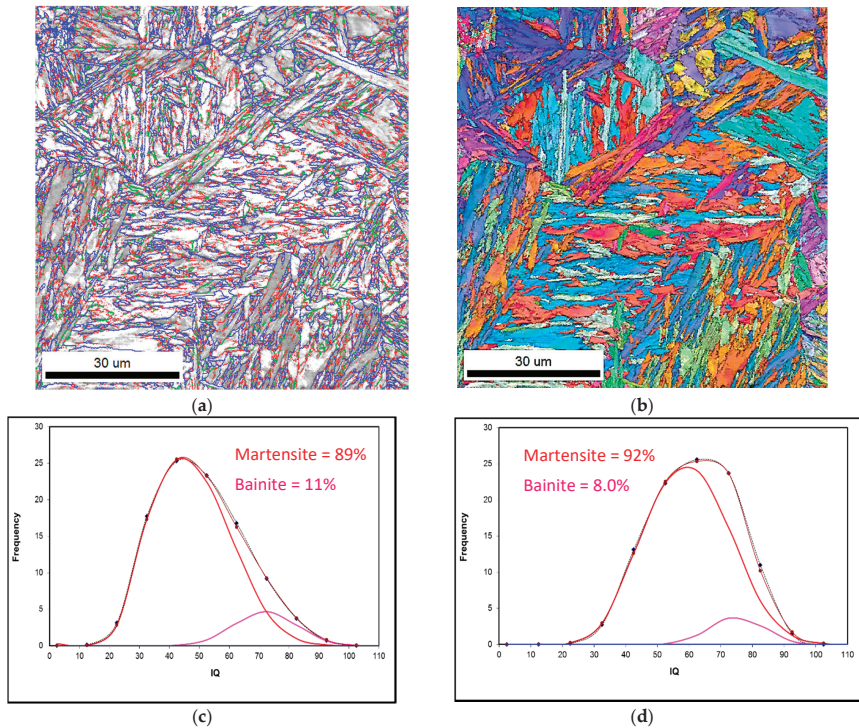 30 um
30 um
(a)
(b)
30
25
20
15
10
5
0
Frequency
Martensite = 89%
Bainite = 11%
0 10 20 30 40 50 60 70 80 90 100 110
IQ
30
25
20
15
10
5
0
Frequency
Martensite = 92%
Bainite = 8.0%
0 10 20 30 40 50 60 70 80 90 100 110
IQ
(c)
(d)